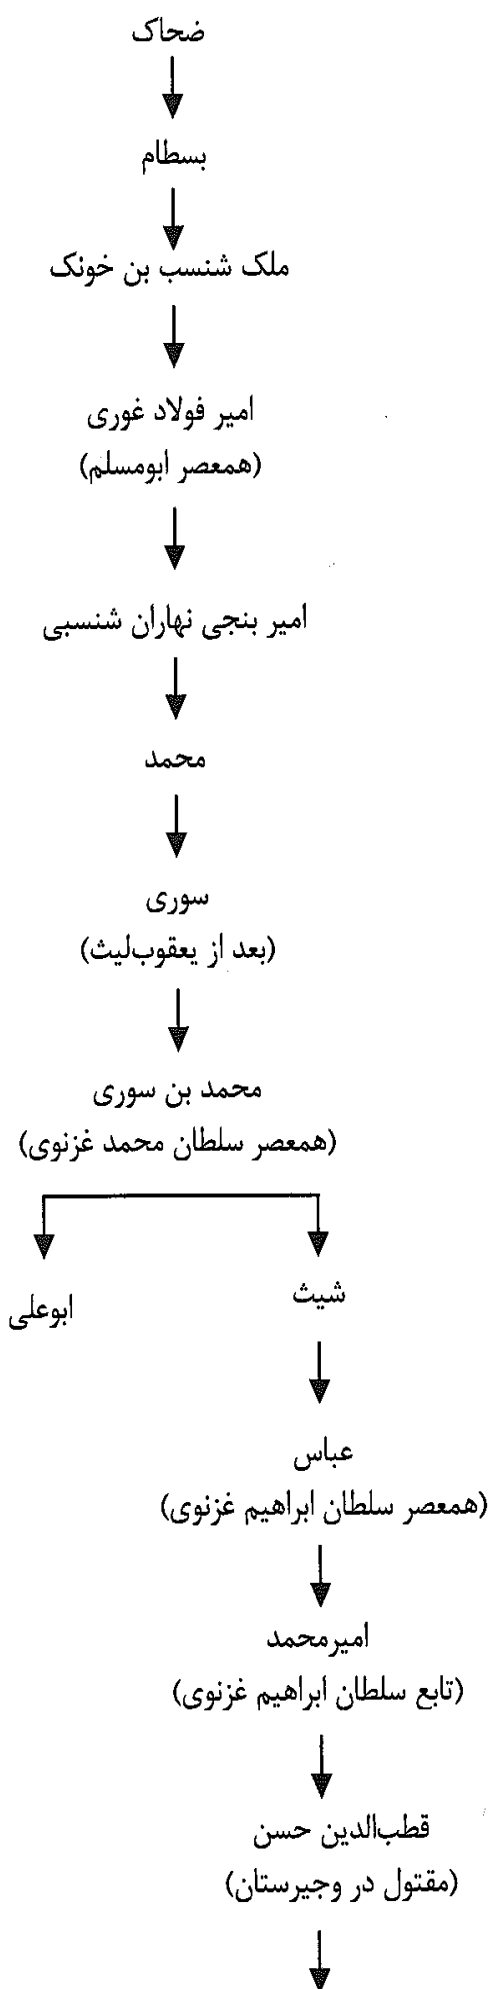 ضحاک
بسطام
ملک شنسب بن خونک
امیر فولاد غوری
(همعصر ابومسلم)
امیر بنجی نهاران شنسبی
محمد
سوری
(بعد از یعقوب‌لیث)
محمد بن سوری
(همعصر سلطان محمد غزنوی)
شیث
ابوعلی
عباس
(همعصر سلطان ابراهیم غزنوی)
امیرمحمد
(تابع سلطان ابراهیم غزنوی)
قطب‌الدین حسن
(مقتول در وجیرستان)